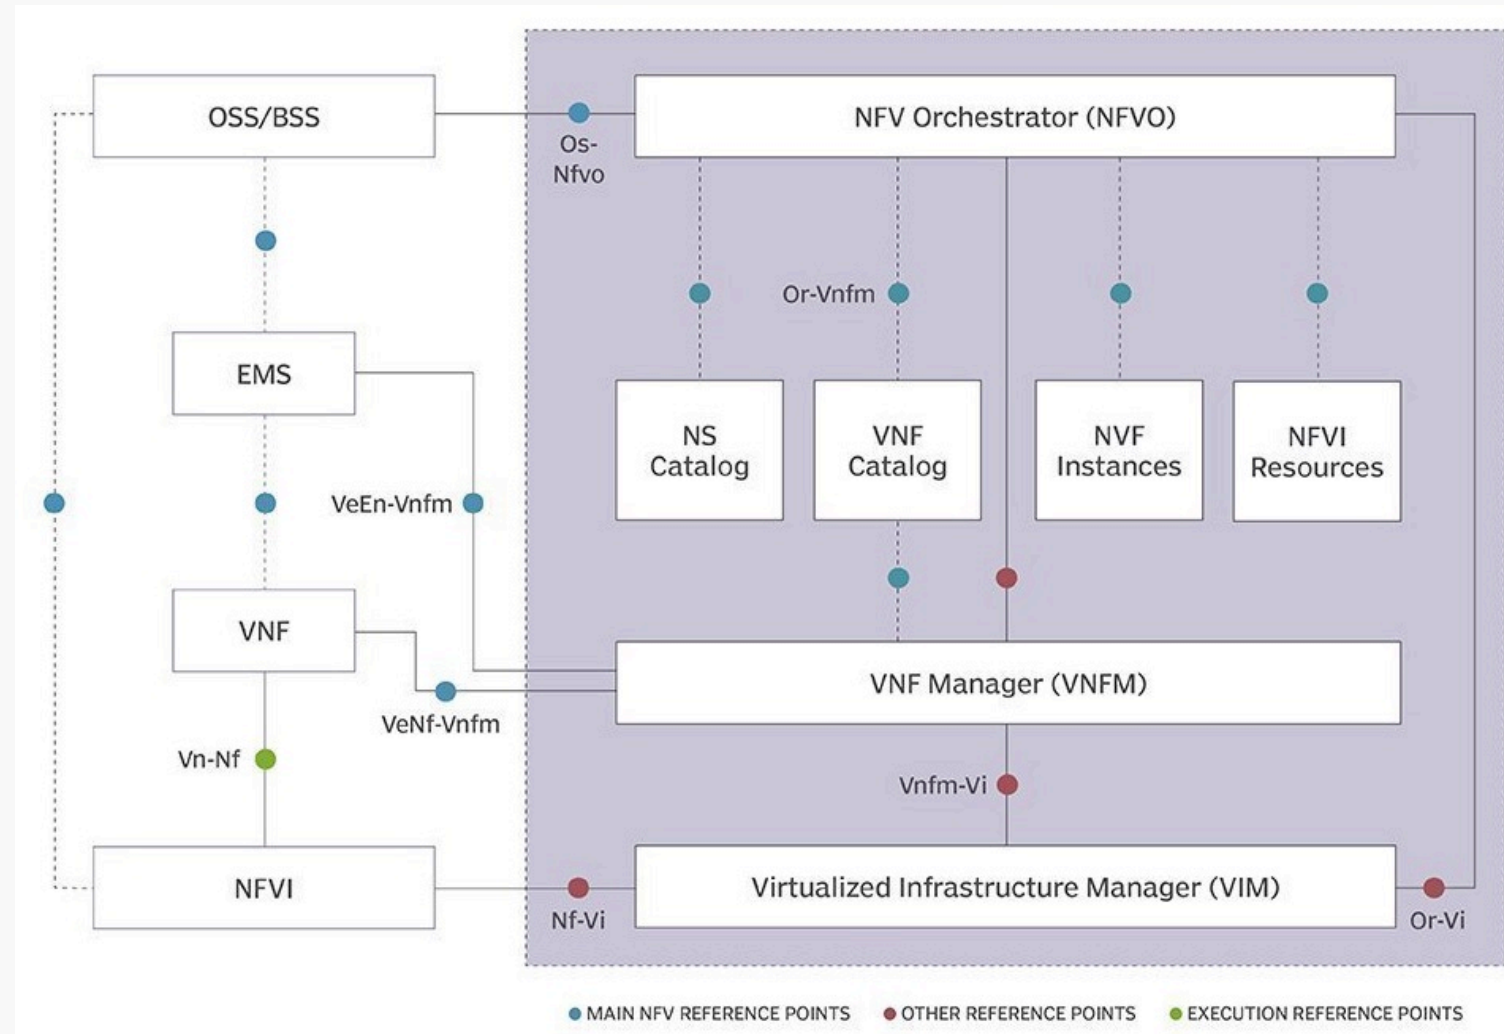 OSS/BSS
NFV Orchestrator (NFVO)
Os-
Nfvo
Or-Vnfm
EMS
NS
Catalog
VNF
Catalog
NVF
Instances
NFVI
Resources
VeEn-Vnfm
VNF
VNF Manager (VNFM)
VeNf-Vnfm
Vn-Nf
Vnfm-Vi
NFVI
Virtualized Infrastructure Manager (VIM)
Nf-Vi
Or-Vi
MAIN NFV REFERENCE POINTS
OTHER REFERENCE POINTS
EXECUTION REFERENCE POINTS